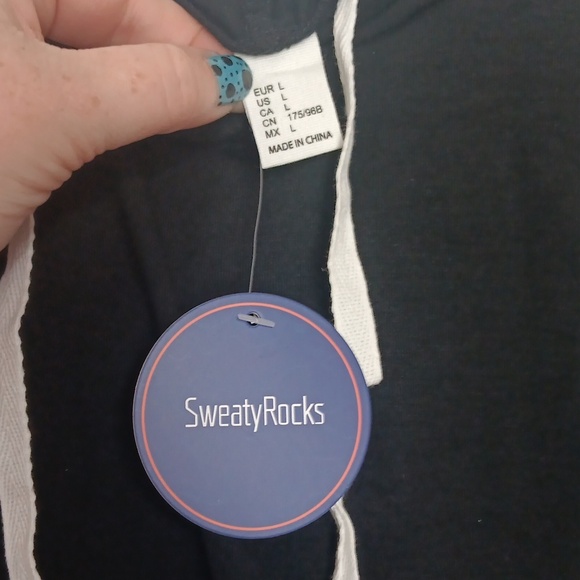 EUR L
US L
CA L
CN 175/96B
MX L
MADE IN CHINA
SweatyRocks